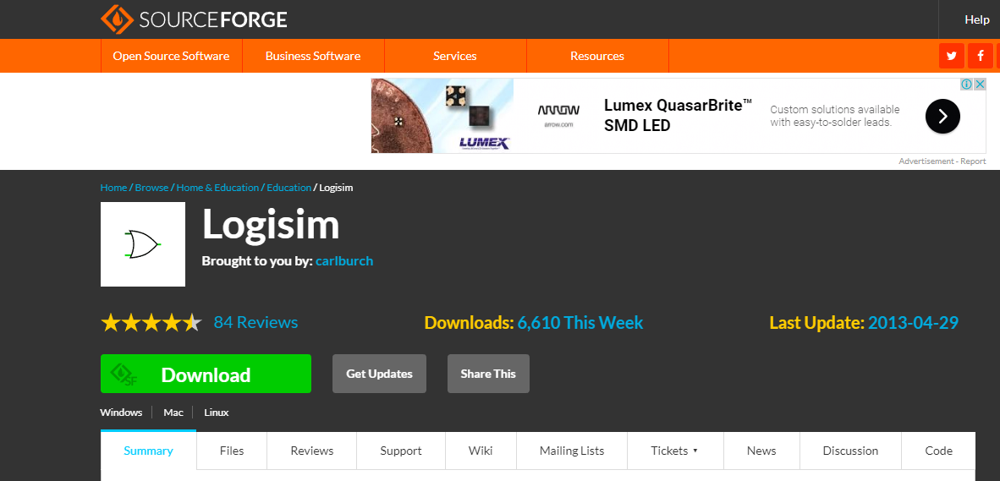 SOURCEFORGE
Help
Open Source Software
Business Software
Services
Resources
LUMEX
ARROW
arrow.com
Lumex QuasarBrite™
SMD LED
Custom solutions available
with easy-to-solder leads.
Advertisement - Report
Home / Browse / Home & Education / Education / Logisim
Logisim
Brought to you by: carlburch
84 Reviews
Downloads: 6,610 This Week
Last Update: 2013-04-29
SF
Download
Get Updates
Share This
Windows
Mac
Linux
Summary
Files
Reviews
Support
Wiki
Mailing Lists
Tickets ▾
News
Discussion
Code